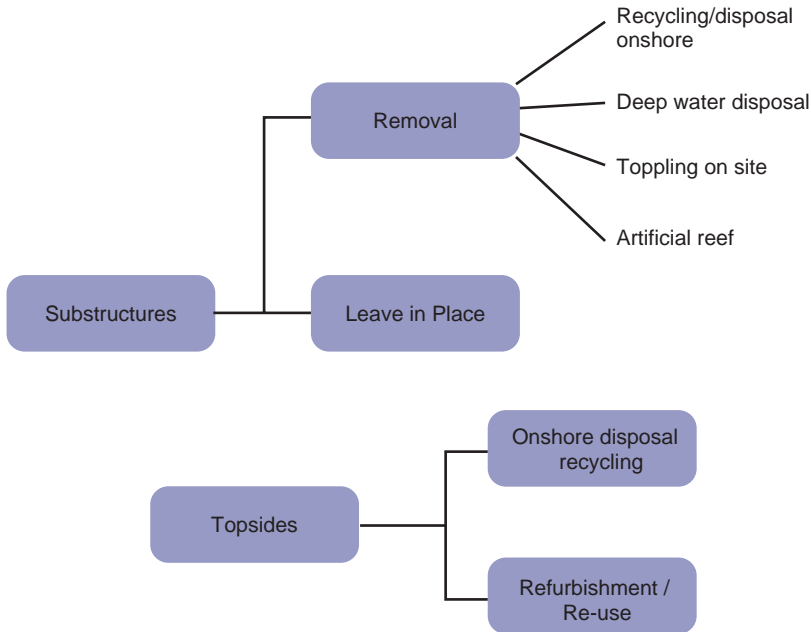 Recycling/disposal
onshore
Removal
Deep water disposal
Toppling on site
Artificial reef
Substructures
Leave in Place
Onshore disposal
recycling
Topsides
Refurbishment /
Re-use